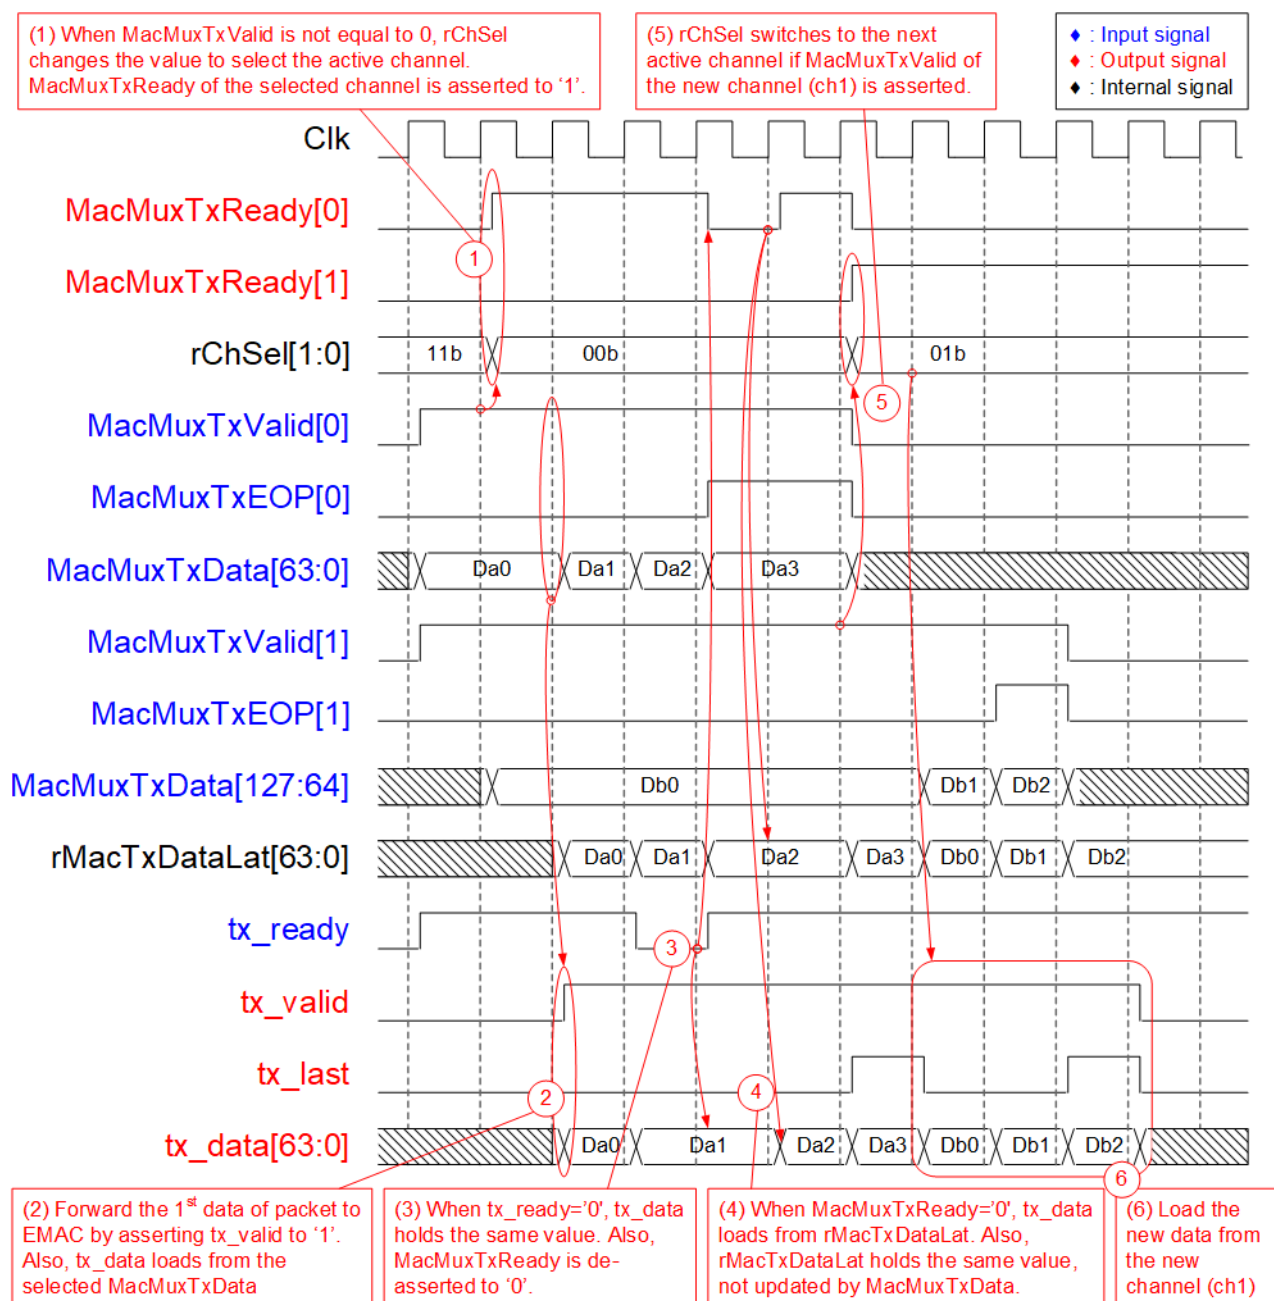 (1) When MacMuxTxValid is not equal to 0, rChSel
changes the value to select the active channel.
MacMuxTxReady of the selected channel is asserted to ‘1’.
(5) rChSel switches to the next
active channel if MacMuxTxValid of
the new channel (ch1) is asserted.
♦ : Input signal
♦ : Output signal
♦ : Internal signal
Clk
MacMuxTxReady[0]
1
MacMuxTxReady[1]
rChSel[1:0]
11b
00b
01b
5
MacMuxTxValid[0]
MacMuxTxEOP[0]
MacMuxTxData[63:0]
Da0
Da1
Da2
Da3
MacMuxTxValid[1]
MacMuxTxEOP[1]
MacMuxTxData[127:64]
Db0
Db1
Db2
rMacTxDataLat[63:0]
Da0
Da1
Da2
Da3
Db0
Db1
Db2
tx_ready
3
tx_valid
tx_last
2
4
tx_data[63:0]
Da0
Da1
Da2
Da3
Db0
Db1
Db2
6
(2) Forward the 1st data of packet to
EMAC by asserting tx_valid to ‘1’.
Also, tx_data loads from the
selected MacMuxTxData
(3) When tx_ready=’0’, tx_data
holds the same value. Also,
MacMuxTxReady is de-
asserted to ‘0’.
(4) When MacMuxTxReady=’0’, tx_data
loads from rMacTxDataLat. Also,
rMacTxDataLat holds the same value,
not updated by MacMuxTxData.
(6) Load the
new data from
the new
channel (ch1)